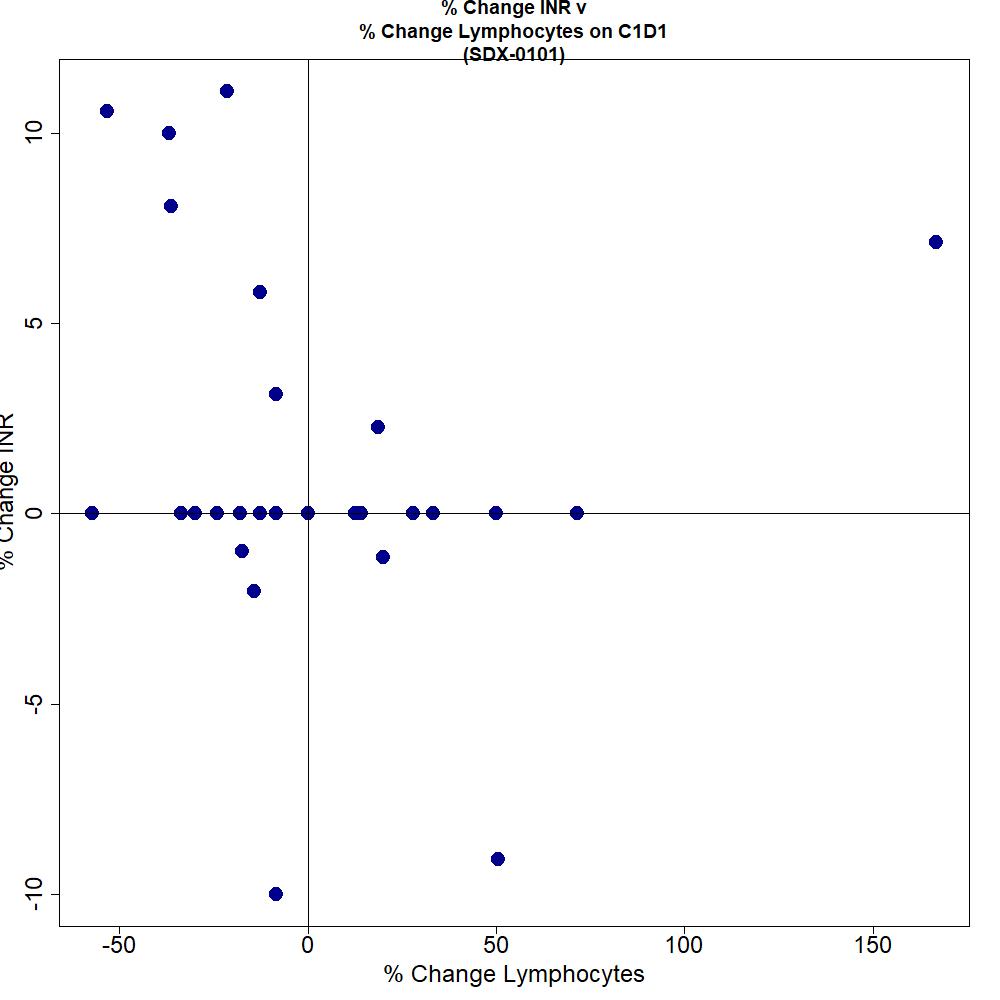 % Change INR v
% Change Lymphocytes on C1D1
(SDX-0101)
10
5
0
-5
-10
% Change INR
-50
0
50
100
150
% Change Lymphocytes